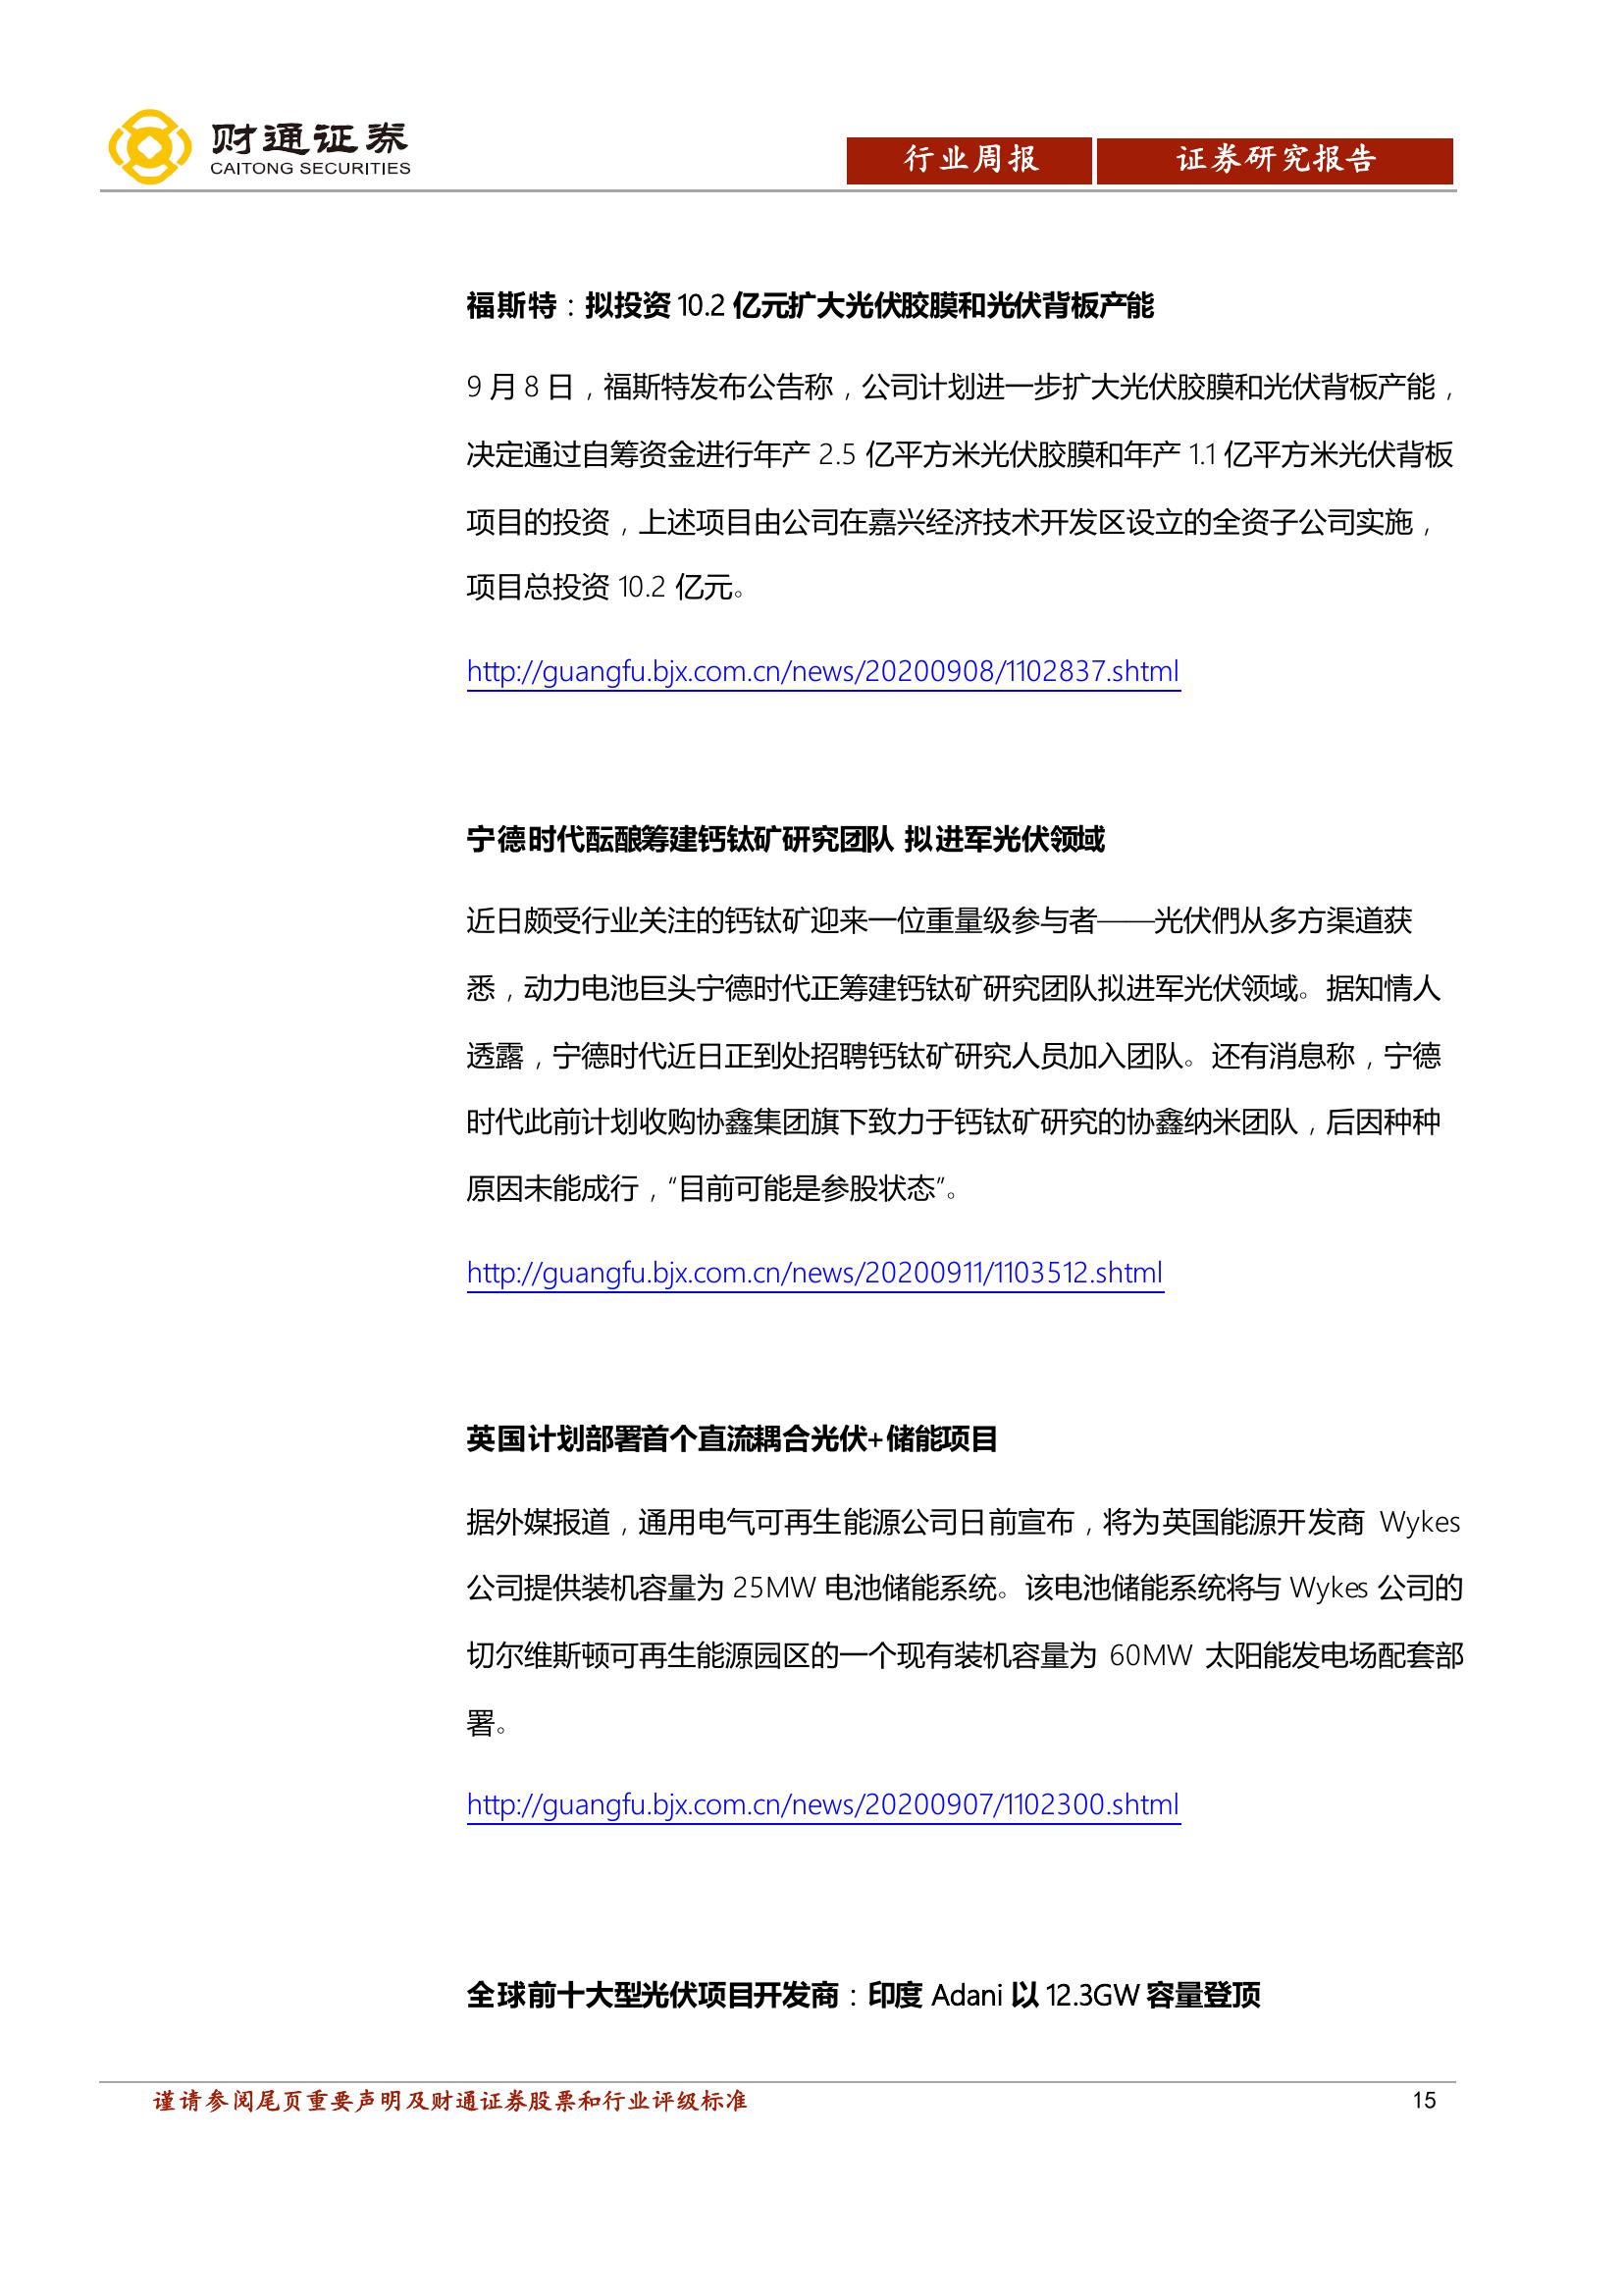 财通证券
CAITONG SECURITIES
行业周报
证券研究报告
福斯特：拟投资 10.2 亿元扩大光伏胶膜和光伏背板产能
9 月 8 日，福斯特发布公告称，公司计划进一步扩大光伏胶膜和光伏背板产能，
决定通过自筹资金进行年产 2.5 亿平方米光伏胶膜和年产 1.1 亿平方米光伏背板
项目的投资，上述项目由公司在嘉兴经济技术开发区设立的全资子公司实施，
项目总投资 10.2 亿元。
http://guangfu.bjx.com.cn/news/20200908/1102837.shtml
宁德时代酝酿筹建钙钛矿研究团队 拟进军光伏领域
近日颇受行业关注的钙钛矿迎来一位重量级参与者——光伏們从多方渠道获
悉，动力电池巨头宁德时代正筹建钙钛矿研究团队拟进军光伏领域。据知情人
透露，宁德时代近日正到处招聘钙钛矿研究人员加入团队。还有消息称，宁德
时代此前计划收购协鑫集团旗下致力于钙钛矿研究的协鑫纳米团队，后因种种
原因未能成行，“目前可能是参股状态”。
http://guangfu.bjx.com.cn/news/20200911/1103512.shtml
英国计划部署首个直流耦合光伏+储能项目
据外媒报道，通用电气可再生能源公司日前宣布，将为英国能源开发商 Wykes
公司提供装机容量为 25MW 电池储能系统。该电池储能系统将与 Wykes 公司的
切尔维斯顿可再生能源园区的一个现有装机容量为 60MW 太阳能发电场配套部
署。
http://guangfu.bjx.com.cn/news/20200907/1102300.shtml
全球前十大型光伏项目开发商：印度 Adani 以 12.3GW 容量登顶
谨请参阅尾页重要声明及财通证券股票和行业评级标准
15